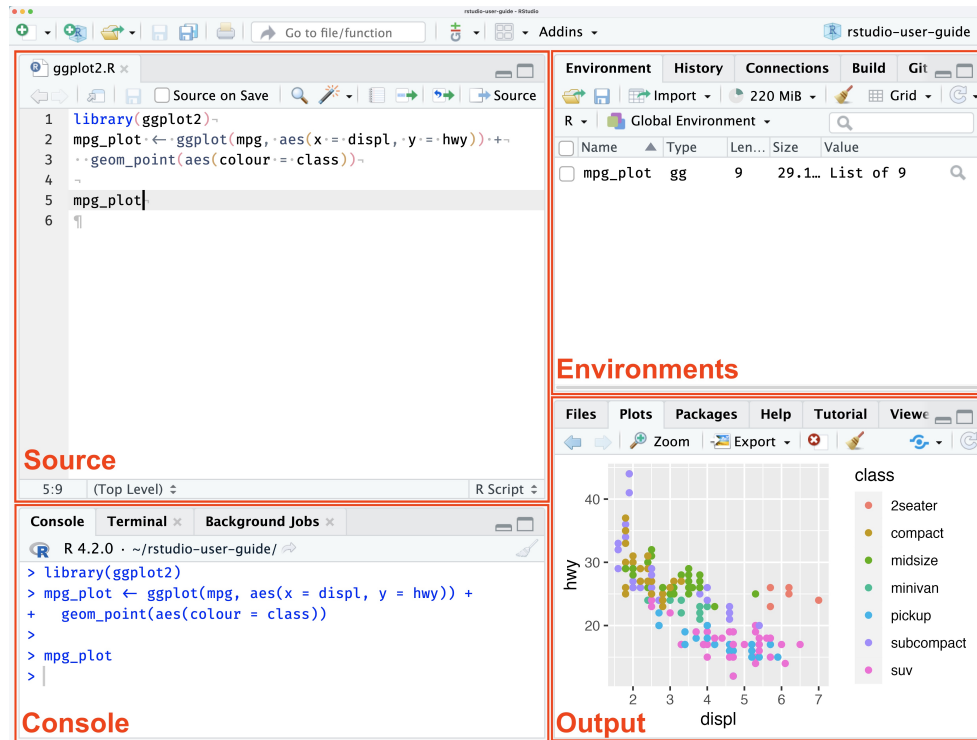 rstudio-user-guide - RStudio
Go to file/function
Addins
R rstudio-user-guide
ggplot2.R
Source on Save
Source
1 library(ggplot2)¬
2 mpg_plot·←·ggplot(mpg,·aes(x·=·displ,·y·=·hwy))·+¬
3 ··geom_point(aes(colour·=·class))¬
4 ¬
5 mpg_plot¬
6 ¶
Source
5:9 (Top Level) R Script
Environment History Connections Build Git
Import 220 MiB Grid
R Global Environment
Name Type Len... Size Value
mpg_plot gg 9 29.1… List of 9
Environments
Console Terminal Background Jobs
R R 4.2.0 · ~/rstudio-user-guide/
> library(ggplot2)
> mpg_plot ← ggplot(mpg, aes(x = displ, y = hwy)) +
+   geom_point(aes(colour = class))
>
> mpg_plot
>
Console
Files Plots Packages Help Tutorial Viewe
Zoom Export
class
2seater
compact
midsize
minivan
pickup
subcompact
suv
hwy
40
30
20
2 3 4 5 6 7
displ
Output